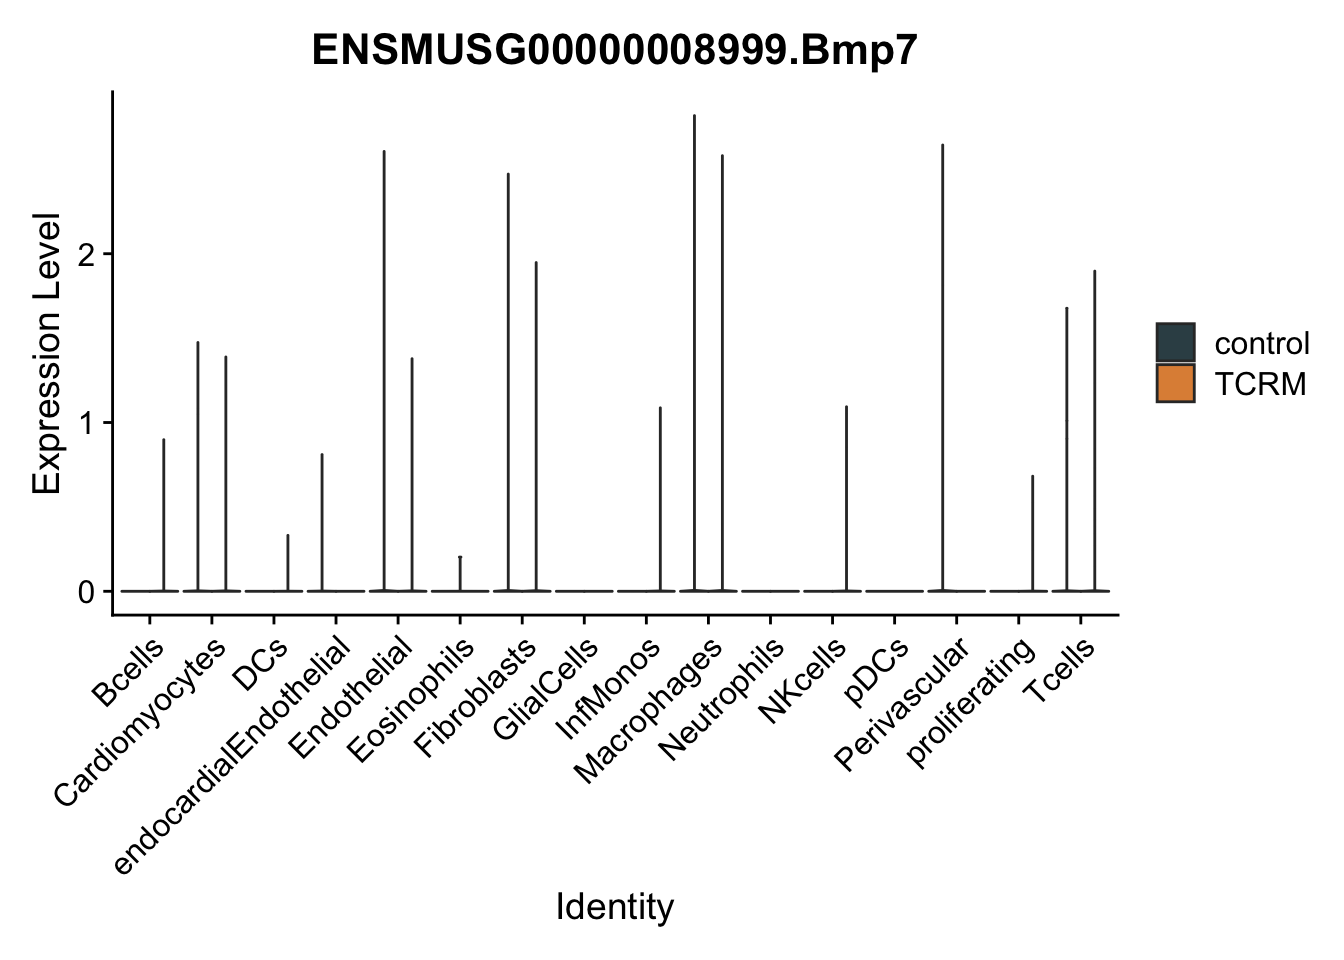 ENSMUSG00000008999.Bmp7
Expression Level
2
1
0
control
TCRM
Bcells
Cardiomyocytes
DCs
endocardialEndothelial
Endothelial
Eosinophils
Fibroblasts
GlialCells
InfMonos
Macrophages
Neutrophils
NKcells
pDCs
Perivascular
proliferating
Tcells
Identity